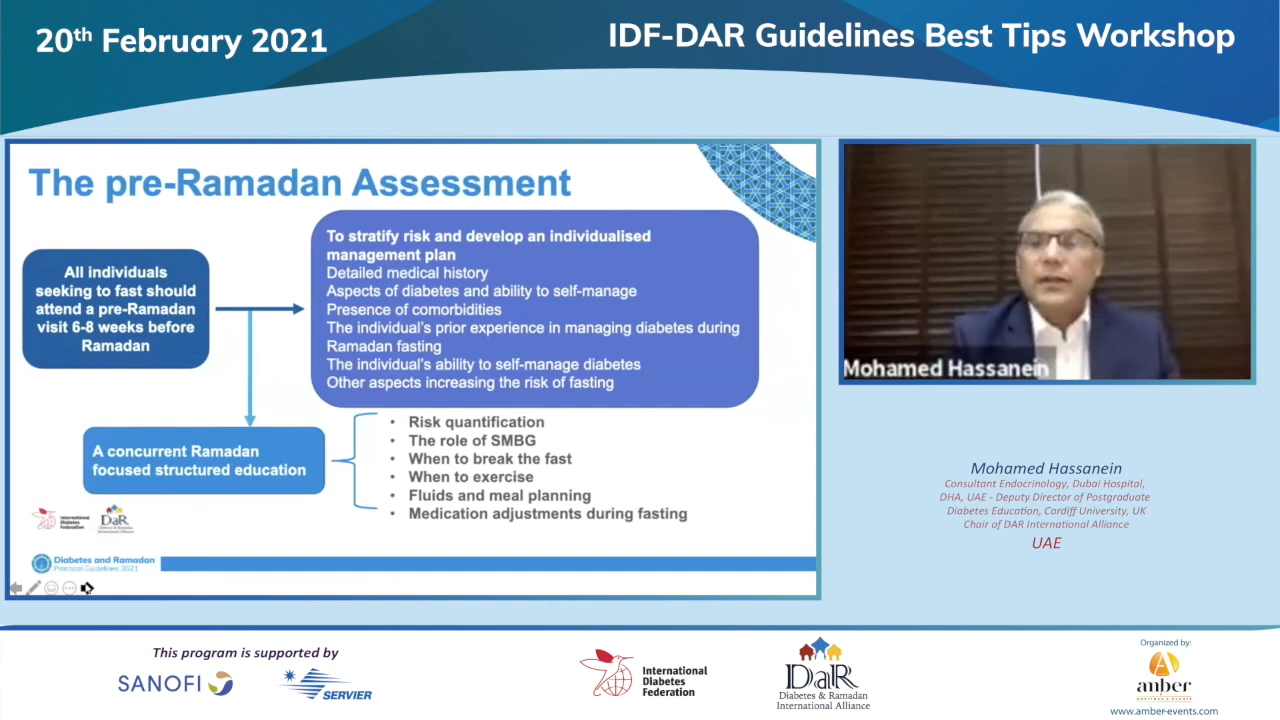 20th February 2021
IDF-DAR Guidelines Best Tips Workshop
The pre-Ramadan Assessment
All individuals
seeking to fast should
attend a pre-Ramadan
visit 6-8 weeks before
Ramadan
To stratify risk and develop an individualised
management plan
Detailed medical history
Aspects of diabetes and ability to self-manage
Presence of comorbidities
The individual's prior experience in managing diabetes during
Ramadan fasting
The individual's ability to self-manage diabetes
Other aspects increasing the risk of fasting
A concurrent Ramadan
focused structured education
• Risk quantification
• The role of SMBG
• When to break the fast
• When to exercise
• Fluids and meal planning
• Medication adjustments during fasting
International
Diabetes
Federation
DaR
Diabetes & Ramadan
International Alliance
Diabetes and Ramadan
Practical Guidelines 2021
Mohamed Hassanein
Mohamed Hassanein
Consultant Endocrinology, Dubai Hospital,
DHA, UAE - Deputy Director of Postgraduate
Diabetes Education, Cardiff University, UK
Chair of DAR International Alliance
UAE
This program is supported by
SANOFI
SERVIER
International
Diabetes
Federation
DaR
Diabetes & Ramadan
International Alliance
Organized by:
amber
www.amber-events.com